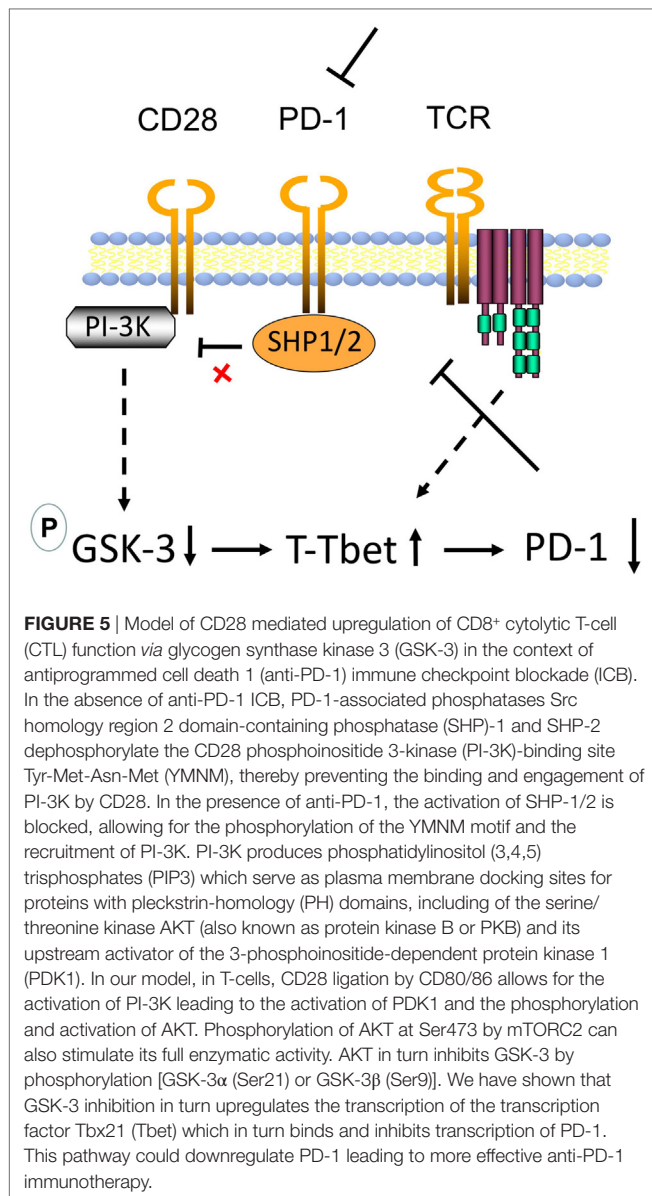 CD28 PD-1 TCR
PI-3K
SHP1/2
P
GSK-3 T-Tbet PD-1
FIGURE 5 | Model of CD28 mediated upregulation of CD8+ cytolytic T-cell
(CTL) function via glycogen synthase kinase 3 (GSK-3) in the context of
antiprogrammed cell death 1 (anti-PD-1) immune checkpoint blockade (ICB).
In the absence of anti-PD-1 ICB, PD-1-associated phosphatases Src
homology region 2 domain-containing phosphatase (SHP)-1 and SHP-2
dephosphorylate the CD28 phosphoinositide 3-kinase (PI-3K)-binding site
Tyr-Met-Asn-Met (YMNM), thereby preventing the binding and engagement of
PI-3K by CD28. In the presence of anti-PD-1, the activation of SHP-1/2 is
blocked, allowing for the phosphorylation of the YMNM motif and the
recruitment of PI-3K. PI-3K produces phosphatidylinositol (3,4,5)
trisphosphates (PIP3) which serve as plasma membrane docking sites for
proteins with pleckstrin-homology (PH) domains, including of the serine/
threonine kinase AKT (also known as protein kinase B or PKB) and its
upstream activator of the 3-phosphoinositide-dependent protein kinase 1
(PDK1). In our model, in T-cells, CD28 ligation by CD80/86 allows for the
activation of PI-3K leading to the activation of PDK1 and the phosphorylation
and activation of AKT. Phosphorylation of AKT at Ser473 by mTORC2 can
also stimulate its full enzymatic activity. AKT in turn inhibits GSK-3 by
phosphorylation [GSK-3α (Ser21) or GSK-3β (Ser9)]. We have shown that
GSK-3 inhibition in turn upregulates the transcription of the transcription
factor Tbx21 (Tbet) which in turn binds and inhibits transcription of PD-1.
This pathway could downregulate PD-1 leading to more effective anti-PD-1
immunotherapy.